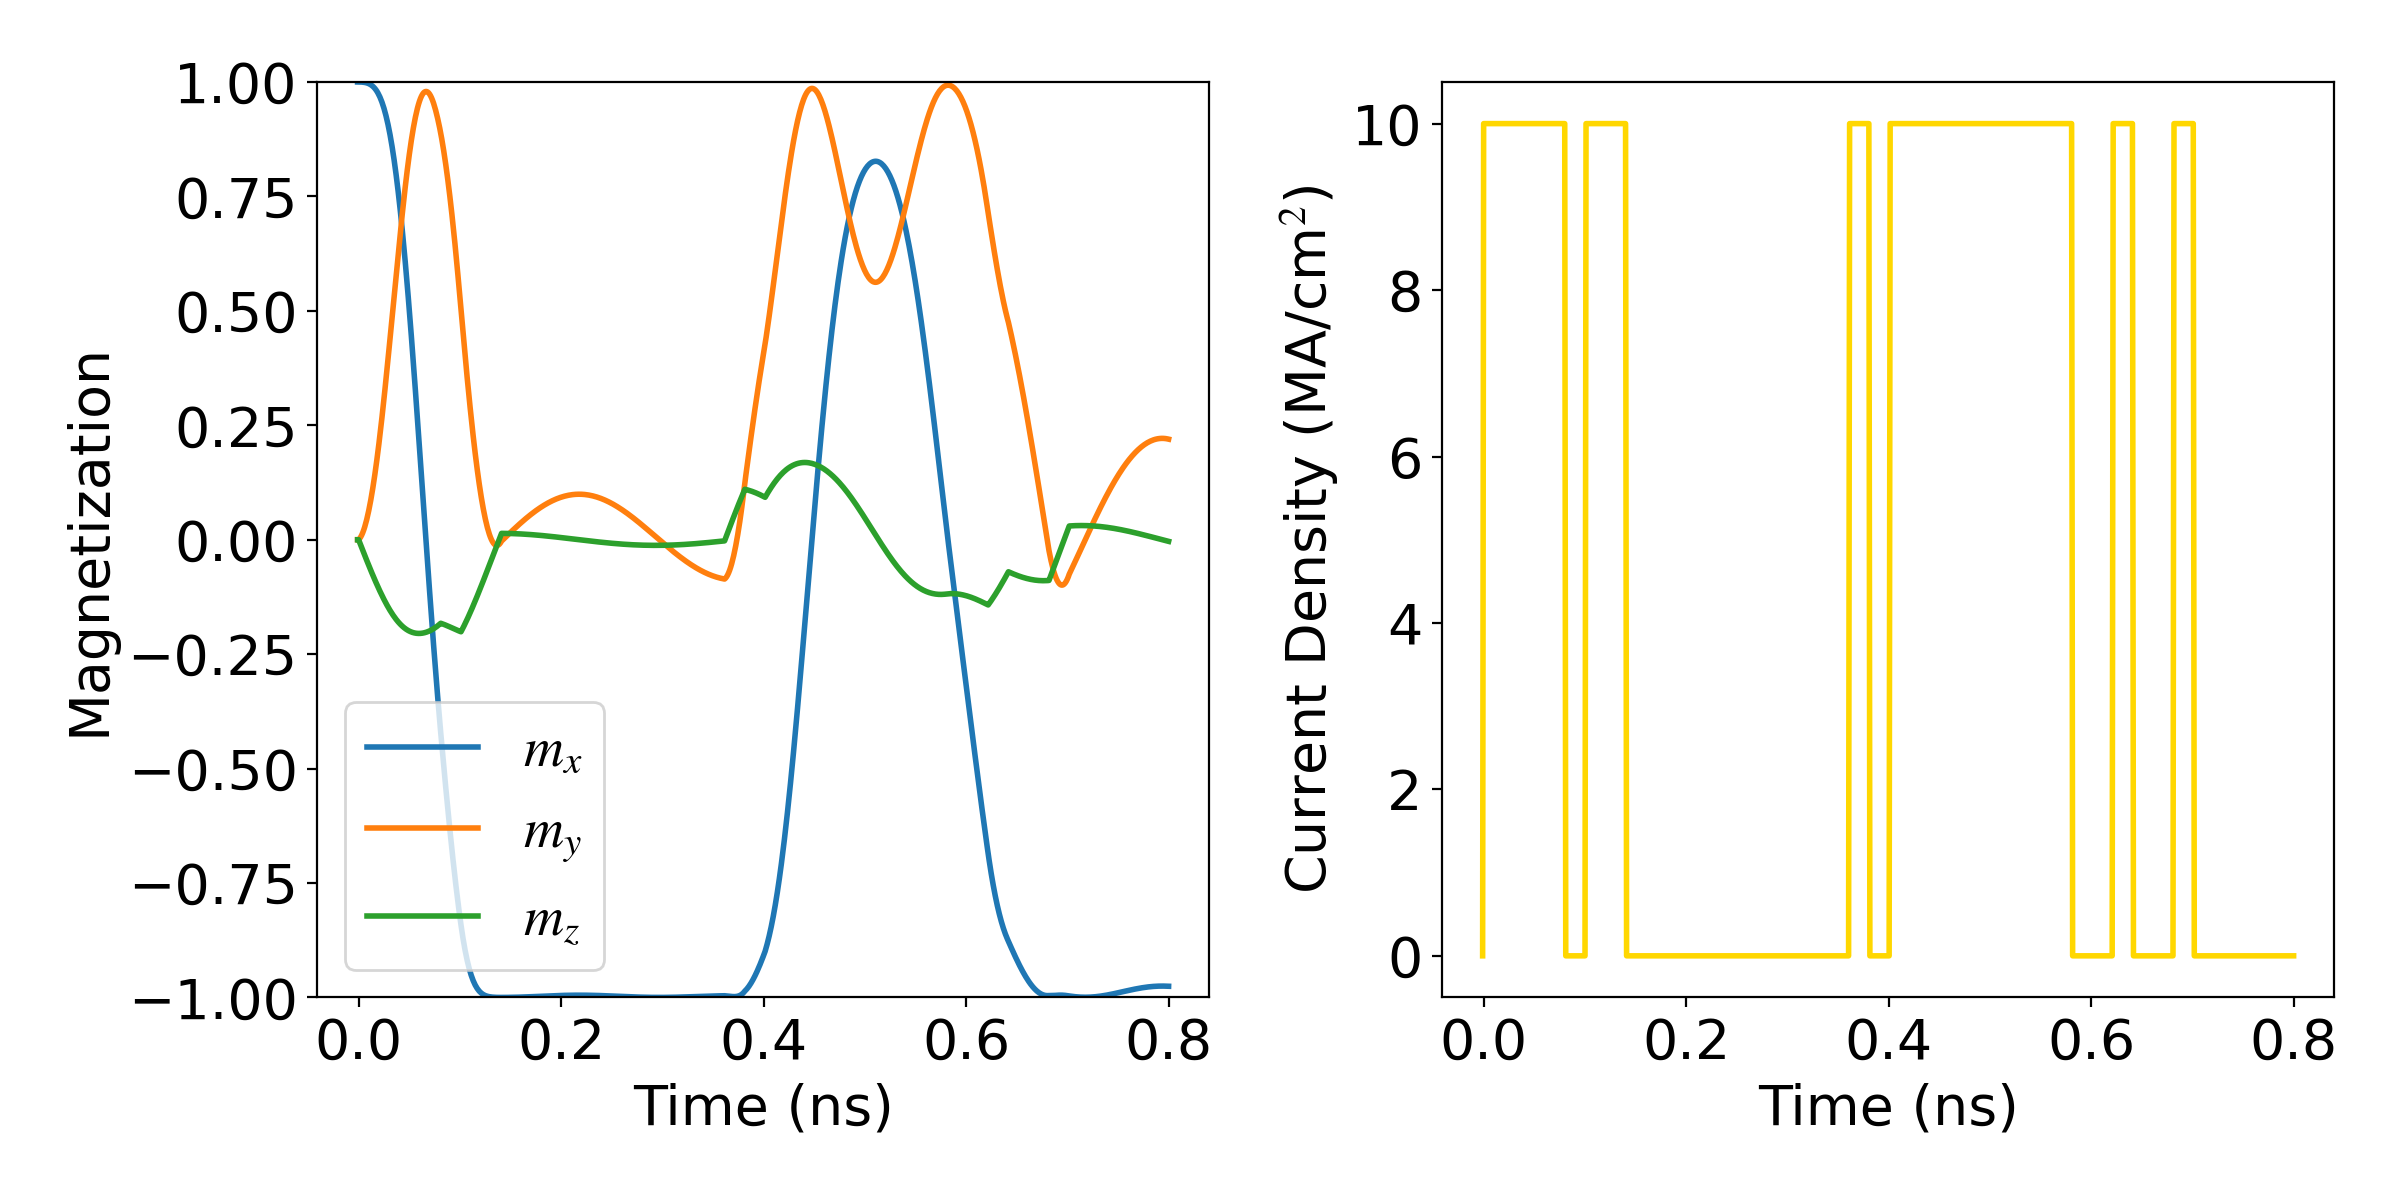 Magnetization
1.00
0.75
0.50
0.25
0.00
−0.25
−0.50
−0.75
−1.00
0.0 0.2 0.4 0.6 0.8
Time (ns)
m_x
m_y
m_z
Current Density (MA/cm²)
10
8
6
4
2
0
0.0 0.2 0.4 0.6 0.8
Time (ns)